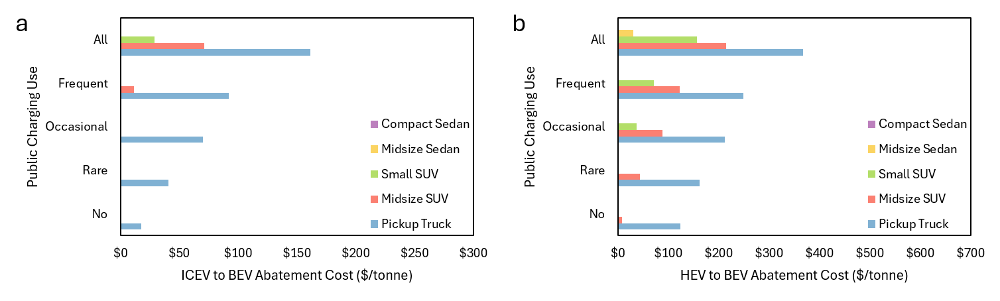 a
Public Charging Use
All
Frequent
Occasional
Rare
No
Compact Sedan
Midsize Sedan
Small SUV
Midsize SUV
Pickup Truck
$0 $50 $100 $150 $200 $250 $300
ICEV to BEV Abatement Cost ($/tonne)
b
Public Charging Use
All
Frequent
Occasional
Rare
No
Compact Sedan
Midsize Sedan
Small SUV
Midsize SUV
Pickup Truck
$0 $100 $200 $300 $400 $500 $600 $700
HEV to BEV Abatement Cost ($/tonne)